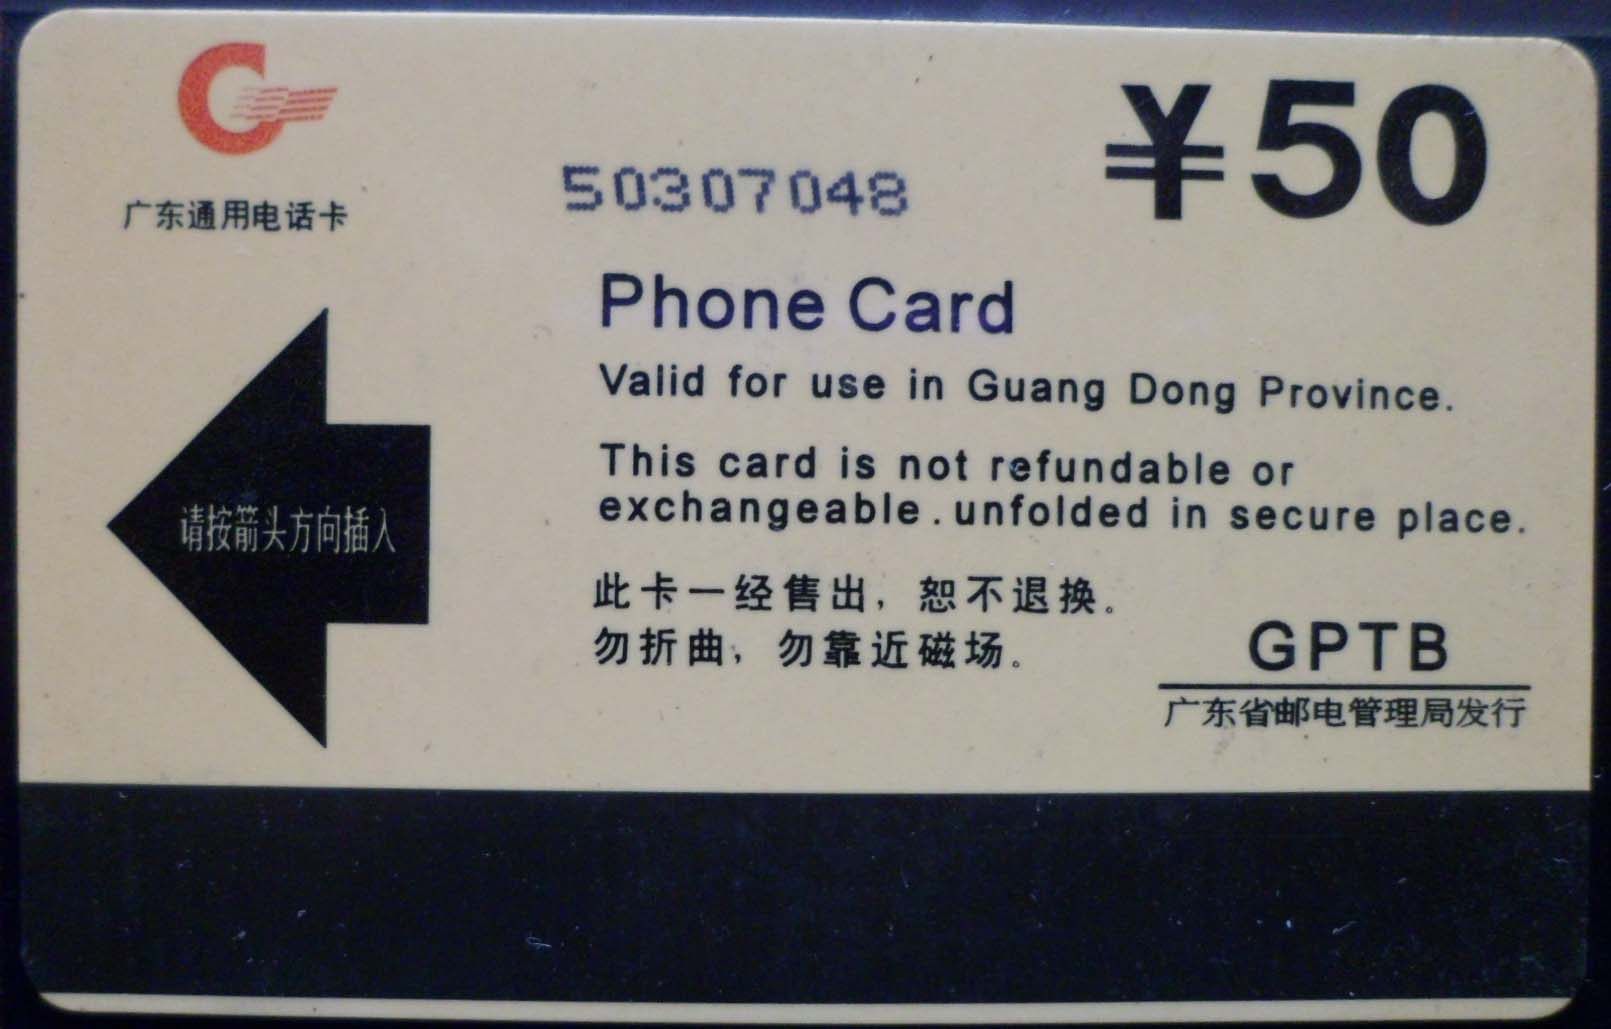 广东通用电话卡
50307048
¥50
Phone Card
Valid for use in Guang Dong Province.
This card is not refundable or
exchangeable.unfolded in secure place.
请按箭头方向插入
此卡一经售出，恕不退换。
勿折曲，勿靠近磁场。
GPTB
广东省邮电管理局发行